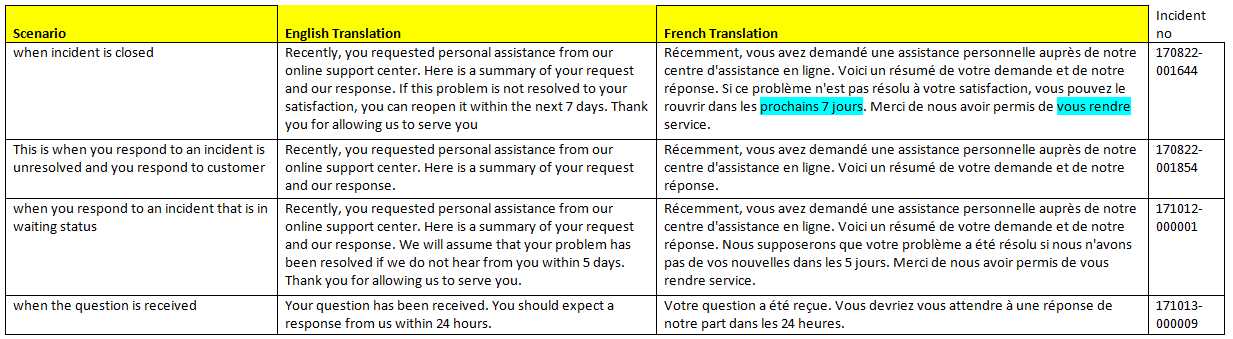 Scenario
English Translation
French Translation
Incident
no
when incident is closed
Recently, you requested personal assistance from our
online support center. Here is a summary of your request
and our response. If this problem is not resolved to your
satisfaction, you can reopen it within the next 7 days. Thank
you for allowing us to serve you
Récemment, vous avez demandé une assistance personnelle auprès de notre
centre d'assistance en ligne. Voici un résumé de votre demande et de notre
réponse. Si ce problème n'est pas résolu à votre satisfaction, vous pouvez le
rouvrir dans les prochains 7 jours. Merci de nous avoir permis de vous rendre
service.
170822-
001644
This is when you respond to an incident is
unresolved and you respond to customer
Recently, you requested personal assistance from our
online support center. Here is a summary of your request
and our response.
Récemment, vous avez demandé une assistance personnelle auprès de notre
centre d'assistance en ligne. Voici un résumé de votre demande et de notre
réponse.
170822-
001854
when you respond to an incident that is in
waiting status
Recently, you requested personal assistance from our
online support center. Here is a summary of your request
and our response. We will assume that your problem has
been resolved if we do not hear from you within 5 days.
Thank you for allowing us to serve you.
Récemment, vous avez demandé une assistance personnelle auprès de notre
centre d'assistance en ligne. Voici un résumé de votre demande et de notre
réponse. Nous supposerons que votre problème a été résolu si nous n'avons
pas de vos nouvelles dans les 5 jours. Merci de nous avoir permis de vous
rendre service.
171012-
000001
when the question is received
Your question has been received. You should expect a
response from us within 24 hours.
Votre question a été reçue. Vous devriez vous attendre à une réponse de
notre part dans les 24 heures.
171013-
000009